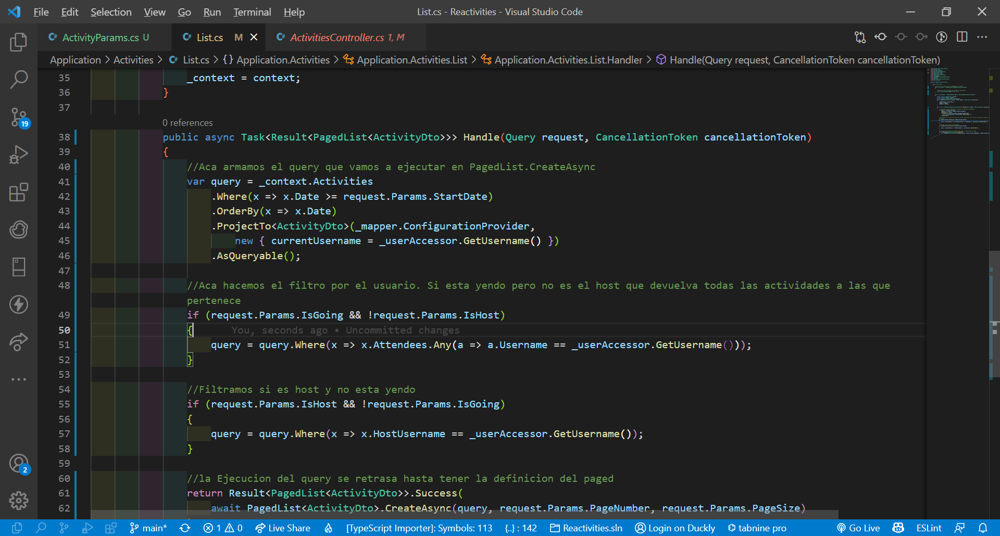 File Edit Selection View Go Run Terminal Help List.cs - Reactivities - Visual Studio Code
ActivityParams.cs U List.cs M ActivitiesController.cs 1, M
Application > Activities > List.cs > {} Application.Activities > Application.Activities.List > Application.Activities.List.Handler > Handle(Query request, CancellationToken cancellationToken)
35 _context = context;
36 }
37
0 references
38 public async Task<Result<PagedList<ActivityDto>>> Handle(Query request, CancellationToken cancellationToken)
39 {
40 //Aca armamos el query que vamos a ejecutar en PagedList.CreateAsync
41 var query = _context.Activities
42 .Where(x => x.Date >= request.Params.StartDate)
43 .OrderBy(x => x.Date)
44 .ProjectTo<ActivityDto>(_mapper.ConfigurationProvider,
45 new { currentUsername = _userAccessor.GetUsername() })
46 .AsQueryable();
47
48 //Aca hacemos el filtro por el usuario. Si esta yendo pero no es el host que devuelva todas las actividades a las que
pertenece
49 if (request.Params.IsGoing && !request.Params.IsHost)
50 { You, seconds ago • Uncommitted changes
51 query = query.Where(x => x.Attendees.Any(a => a.Username == _userAccessor.GetUsername()));
52 }
53
54 //Filtramos si es host y no esta yendo
55 if (request.Params.IsHost && !request.Params.IsGoing)
56 {
57 query = query.Where(x => x.HostUsername == _userAccessor.GetUsername());
58 }
59
60 //la Ejecucion del query se retrasa hasta tener la definicion del paged
61 return Result<PagedList<ActivityDto>>.Success(
62 await PagedList<ActivityDto>.CreateAsync(query, request.Params.PageNumber, request.Params.PageSize)
19
2
main* 1 0 Live Share [TypeScript Importer]: Symbols: 113 {..} : 142 Reactivities.sln Login on Duckly tabnine pro Go Live ESLint